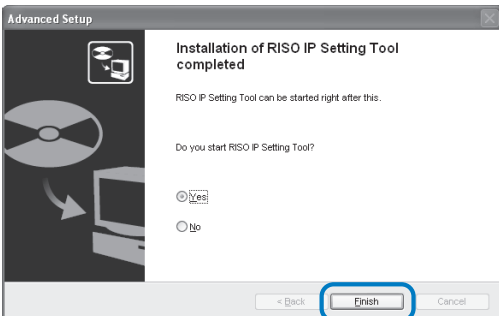 Advanced Setup
Installation of RISO IP Setting Tool
completed
RISO IP Setting Tool can be started right after this.
Do you start RISO IP Setting Tool?
Yes
No
< Back Finish Cancel